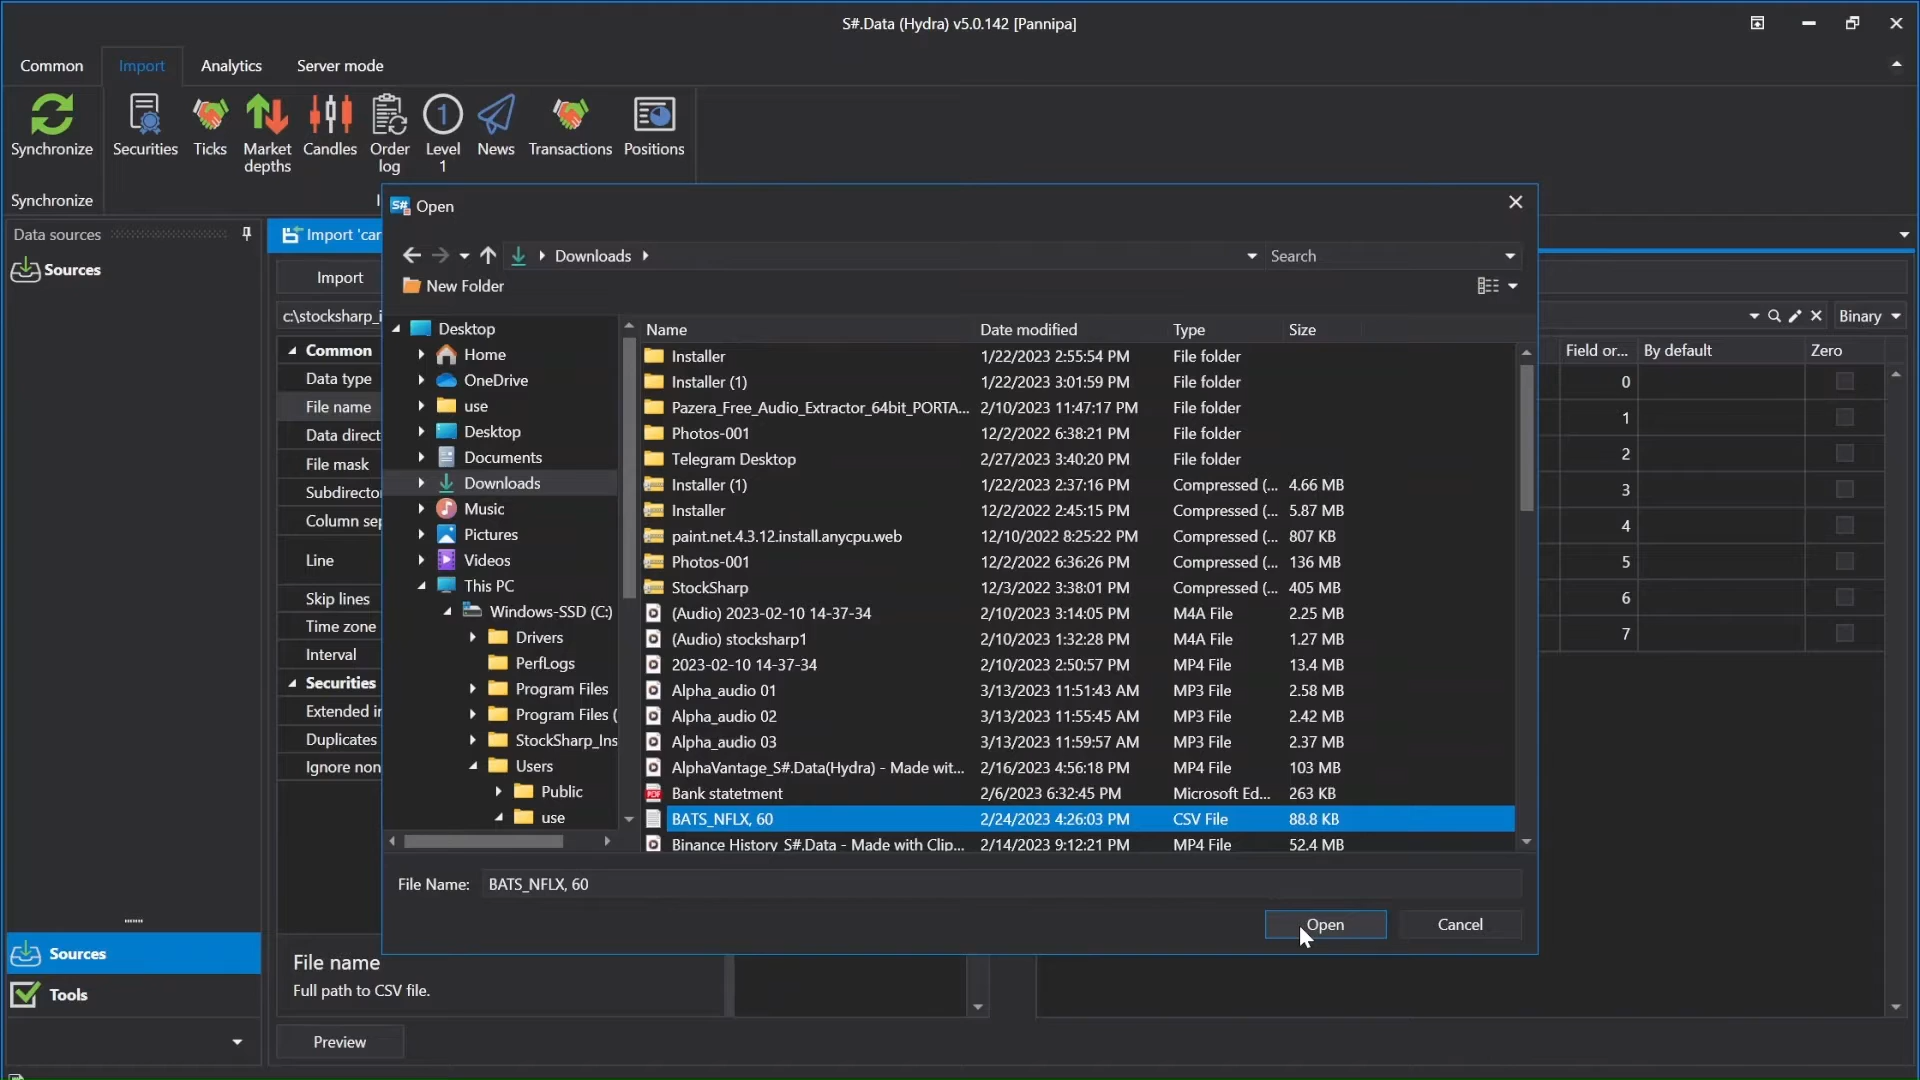 S#.Data (Hydra) v5.0.142 [Pannipa]
Common Import Analytics Server mode
Synchronize Securities Ticks Market depths Candles Order log Level 1 News Transactions Positions
Synchronize
Data sources
Sources
Import 'can
Import
c:\stocksharp_i
Common
Data type
File name
Data direct
File mask
Subdirecto
Column sep
Line
Skip lines
Time zone
Interval
Securities
Extended in
Duplicates
Ignore non
S# Open
Downloads
Search
New Folder
Desktop
Home
OneDrive
use
Desktop
Documents
Downloads
Music
Pictures
Videos
This PC
Windows-SSD (C:)
Drivers
PerfLogs
Program Files
Program Files (
StockSharp_Ins
Users
Public
use
Name Date modified Type Size
Installer 1/22/2023 2:55:54 PM File folder
Installer (1) 1/22/2023 3:01:59 PM File folder
Pazera_Free_Audio_Extractor_64bit_PORTA... 2/10/2023 11:47:17 PM File folder
Photos-001 12/2/2022 6:38:21 PM File folder
Telegram Desktop 2/27/2023 3:40:20 PM File folder
Installer (1) 1/22/2023 2:37:16 PM Compressed (... 4.66 MB
Installer 12/2/2022 2:45:15 PM Compressed (... 5.87 MB
paint.net.4.3.12.install.anycpu.web 12/10/2022 8:25:22 PM Compressed (... 807 KB
Photos-001 12/2/2022 6:36:26 PM Compressed (... 136 MB
StockSharp 12/3/2022 3:38:01 PM Compressed (... 405 MB
(Audio) 2023-02-10 14-37-34 2/10/2023 3:14:05 PM M4A File 2.25 MB
(Audio) stocksharp1 2/10/2023 1:32:28 PM M4A File 1.27 MB
2023-02-10 14-37-34 2/10/2023 2:50:57 PM MP4 File 13.4 MB
Alpha_audio 01 3/13/2023 11:51:43 AM MP3 File 2.58 MB
Alpha_audio 02 3/13/2023 11:55:45 AM MP3 File 2.42 MB
Alpha_audio 03 3/13/2023 11:59:57 AM MP3 File 2.37 MB
AlphaVantage_S#.Data(Hydra) - Made wit... 2/16/2023 4:56:18 PM MP4 File 103 MB
Bank statetment 2/6/2023 6:32:45 PM Microsoft Ed... 263 KB
BATS_NFLX, 60 2/24/2023 4:26:03 PM CSV File 88.8 KB
Binance History S#.Data - Made with Clip... 2/14/2023 9:12:21 PM MP4 File 52.4 MB
File Name: BATS_NFLX, 60
Open Cancel
Binary
Field or... By default Zero
0
1
2
3
4
5
6
7
Sources
Tools
File name
Full path to CSV file.
Preview